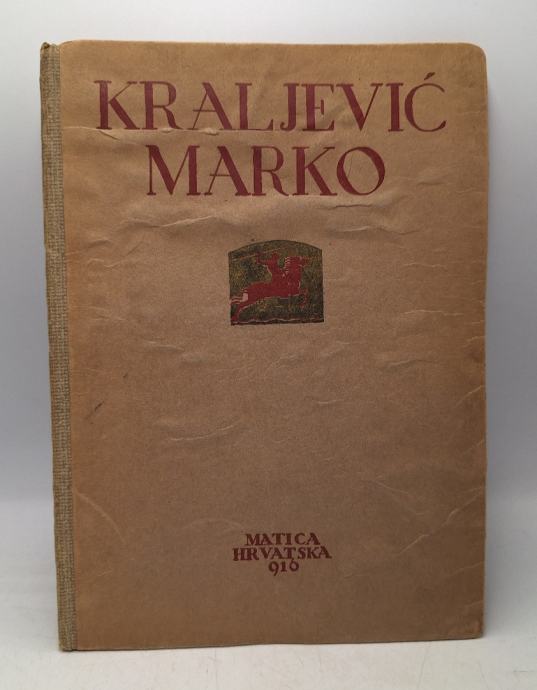 KRALJEVIĆ
MARKO
MATICA
HRVATSKA
916